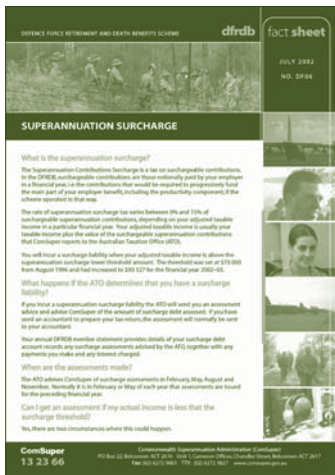 DEFENCE FORCE RETIREMENT AND DEATH BENEFITS SCHEME
dfrdb
fact sheet
JULY 2002
NO. DF06
SUPERANNUATION SURCHARGE
What is the superannuation surcharge?
The Superannuation Contributions Surcharge is a tax on surchargeable contributions.
In the DFRDB, surchargeable contributions are those notionally paid by your employer
in a financial year, i.e the contributions that would be required to progressively fund
the main part of your employer benefit, including the productivity component, if the
scheme operated in that way.
The rate of superannuation surcharge tax varies between 0% and 15% of
surchargeable superannuation contributions, depending on your adjusted taxable
income in a particular financial year. Your adjusted taxable income is usually your
taxable income plus the value of the surchargeable superannuation contributions
that ComSuper reports to the Australian Taxation Office (ATO).
You will incur a surcharge liability when your adjusted taxable income is above the
superannuation surcharge lower threshold amount. The threshold was set at $70 000
from August 1996 and had increased to $90 527 for the financial year 2002–03.
What happens if the ATO determines that you have a surcharge
liability?
If you incur a superannuation surcharge liability the ATO will send you an assessment
advice and advise ComSuper of the amount of surcharge debt assessed. If you have
used an accountant to prepare your tax return, the assessment will normally be sent
to your accountant.
Your annual DFRDB member statement provides details of your surcharge debt
account records any surcharge assessments advised by the ATO, together with any
payments you make and any interest charged.
When are the assessments made?
The ATO advises ComSuper of surcharge assessments in February, May, August and
November. Normally it is in February or May of each year that assessments are issued
for the preceding financial year.
Can I get an assessment if my actual income is less that the
surcharge threshold?
Yes, there are two circumstances where this could happen.
ComSuper
13 23 66
Commonwealth Superannuation Administration (ComSuper)
PO Box 22, Belconnen ACT 2616 Unit 1, Cameron Offices, Chandler Street, Belconnen ACT 2617